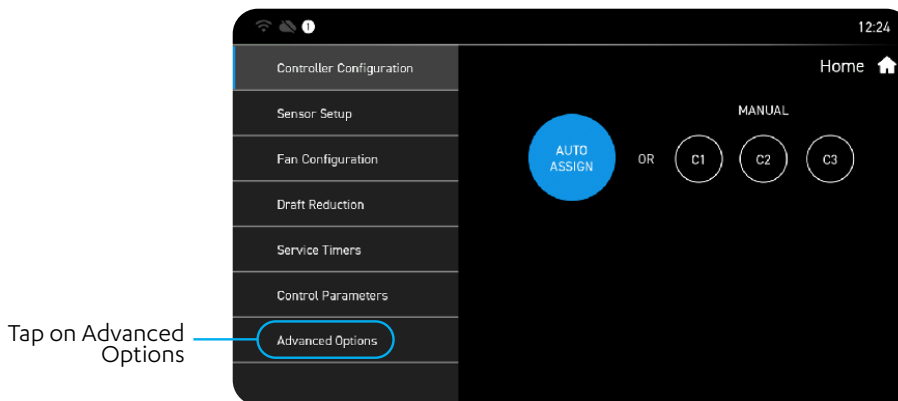 1
12:24
Controller Configuration
Home
Sensor Setup
MANUAL
Fan Configuration
AUTO
ASSIGN
OR
C1
C2
C3
Draft Reduction
Service Timers
Control Parameters
Tap on Advanced
Options
Advanced Options